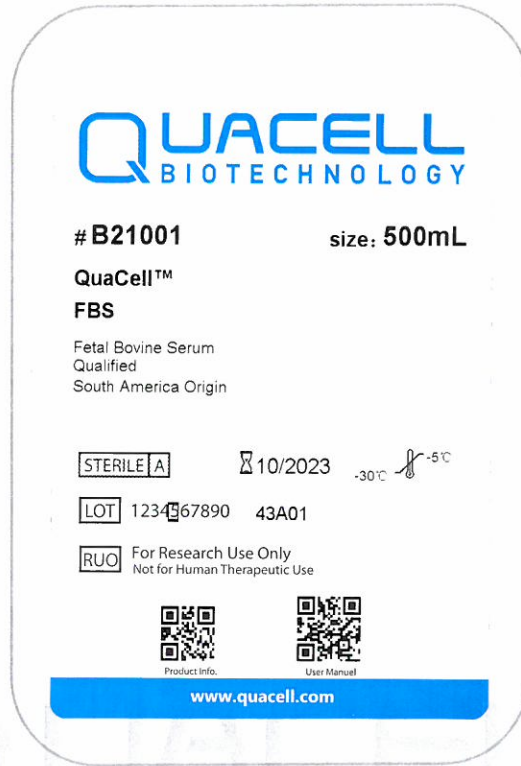 QUACELL
BIOTECHNOLOGY
#B21001 size: 500mL
QuaCell™
FBS
Fetal Bovine Serum
Qualified
South America Origin
STERILE A 10/2023 -30℃ -5℃
LOT 1234567890 43A01
RUO For Research Use Only
Not for Human Therapeutic Use
Product Info. User Manuel
www.quacell.com